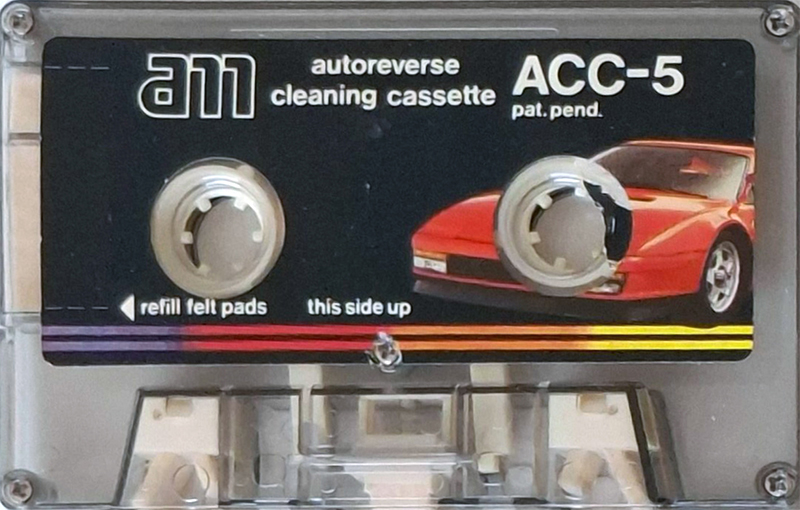 am
autoreverse
cleaning cassette
ACC-5
pat. pend.
refill felt pads
this side up